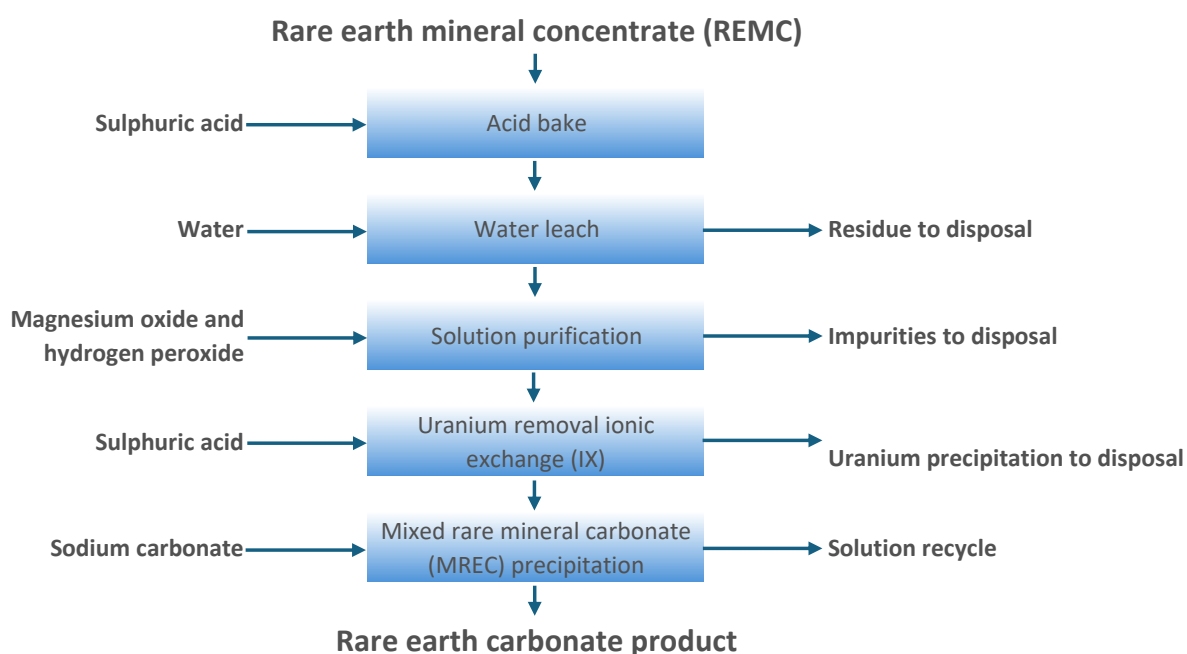 Rare earth mineral concentrate (REMC)
Sulphuric acid
Acid bake
Water
Water leach
Residue to disposal
Magnesium oxide and
hydrogen peroxide
Solution purification
Impurities to disposal
Sulphuric acid
Uranium removal ionic
exchange (IX)
Uranium precipitation to disposal
Sodium carbonate
Mixed rare mineral carbonate
(MREC) precipitation
Solution recycle
Rare earth carbonate product